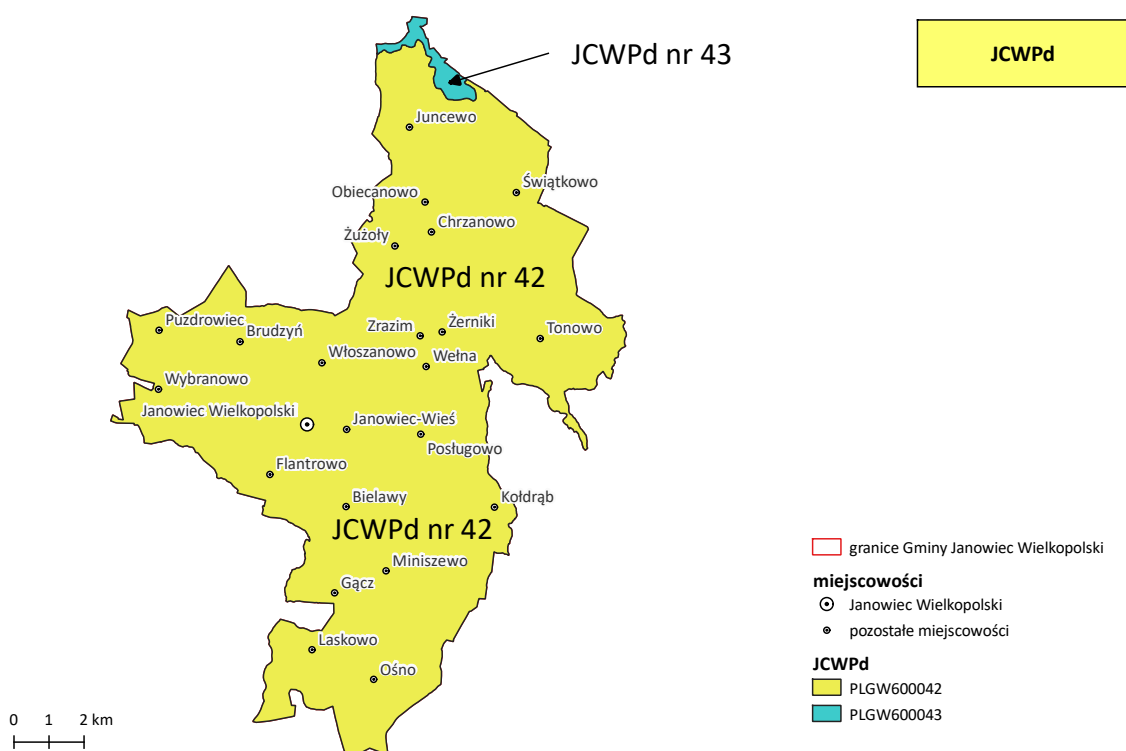 JCWPd nr 43
JCWPd
Juncewo
Świątkowo
Obiecanowo
Chrzanowo
Żużoły
JCWPd nr 42
Puzdrowiec
Brudzyń
Zrazim
Żerniki
Tonowo
Włoszanowo
Wełna
Wybranowo
Janowiec Wielkopolski
Janowiec-Wieś
Posługowo
Flantrowo
Bielawy
Kołdrąb
JCWPd nr 42
Miniszewo
Gącz
Laskowo
Ośno
granice Gminy Janowiec Wielkopolski
miejscowości
Janowiec Wielkopolski
pozostałe miejscowości
JCWPd
PLGW600042
PLGW600043
0 1 2 km